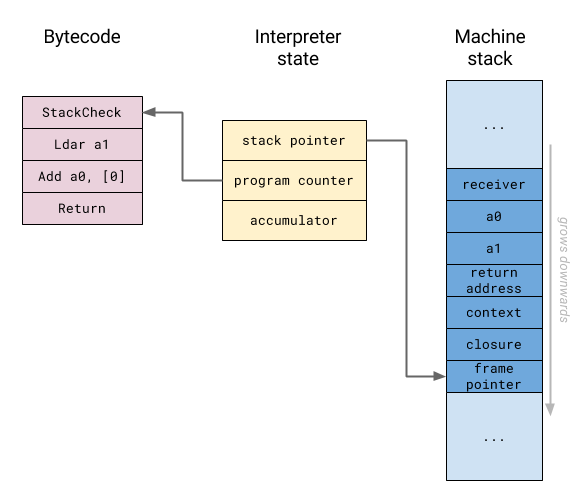 Bytecode
Interpreter
state
Machine
stack
StackCheck
Ldar a1
Add a0, [0]
Return
stack pointer
program counter
accumulator
...
receiver
a0
a1
return
address
context
closure
frame
pointer
...
grows downwards